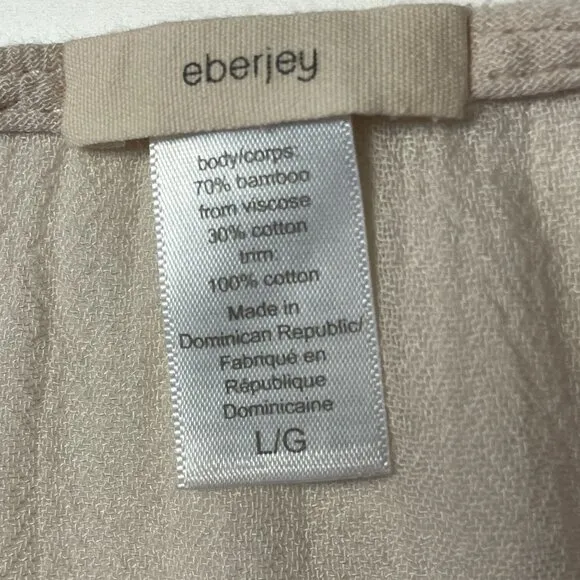 eberjey
body/corps:
70% bamboo
from viscose
30% cotton
trim:
100% cotton
Made in
Dominican Republic/
Fabriqué en
République
Dominicaine
L/G